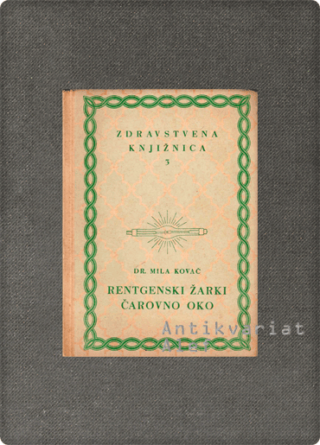 ZDRAVSTVENA
KNJIŽNICA
3
DR. MILA KOVAČ
RENTGENSKI ŽARKI
ČAROVNO OKO
Antikvariat